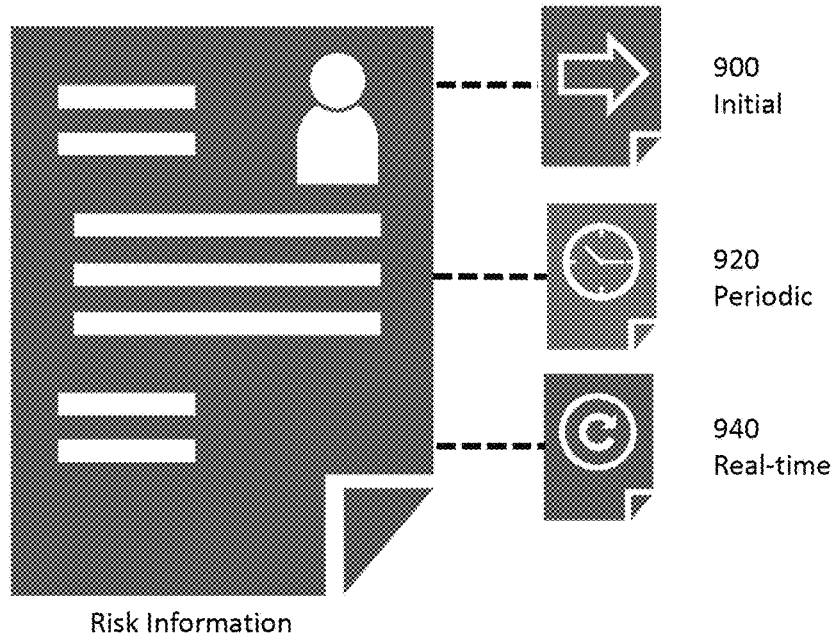 900
Initial
920
Periodic
940
Real-time
Risk Information